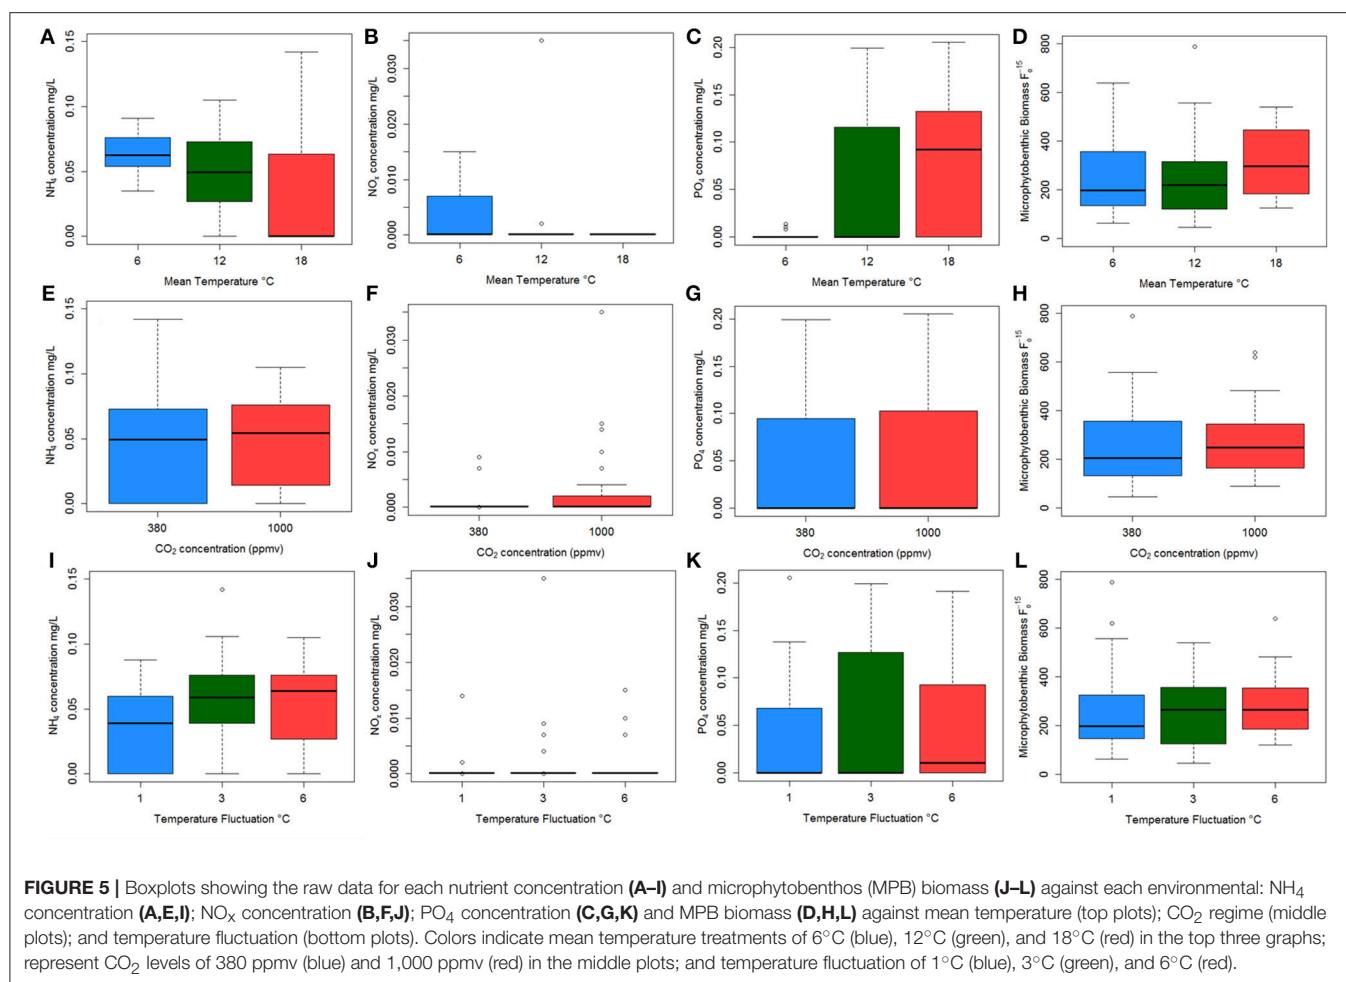 A
NH4 concentration mg/L
0.15
0.10
0.05
0.00
6
12
18
Mean Temperature °C
B
NOx concentration mg/L
0.030
0.020
0.010
0.000
6
12
18
Mean Temperature °C
C
PO4 concentration mg/L
0.20
0.15
0.10
0.05
0.00
6
12
18
Mean Temperature °C
D
Microphytobenthic Biomass F₀⁻¹⁵
800
600
400
200
0
6
12
18
Mean Temperature °C
E
NH4 concentration mg/L
0.15
0.10
0.05
0.00
380
1000
CO2 concentration (ppmv)
F
NOx concentration mg/L
0.030
0.020
0.010
0.000
380
1000
CO2 concentration (ppmv)
G
PO4 concentration mg/L
0.20
0.15
0.10
0.05
0.00
380
1000
CO2 concentration (ppmv)
H
Microphytobenthic Biomass F₀⁻¹⁵
800
600
400
200
0
380
1000
CO2 concentration (ppmv)
I
NH4 concentration mg/L
0.15
0.10
0.05
0.00
1
3
6
Temperature Fluctuation °C
J
NOx concentration mg/L
0.030
0.020
0.010
0.000
1
3
6
Temperature Fluctuation °C
K
PO4 concentration mg/L
0.20
0.15
0.10
0.05
0.00
1
3
6
Temperature Fluctuation °C
L
Microphytobenthic Biomass F₀⁻¹⁵
800
600
400
200
0
1
3
6
Temperature Fluctuation °C
FIGURE 5 | Boxplots showing the raw data for each nutrient concentration (A–I) and microphytobenthos (MPB) biomass (J–L) against each environmental: NH4
concentration (A,E,I); NOX concentration (B,F,J); PO4 concentration (C,G,K) and MPB biomass (D,H,L) against mean temperature (top plots); CO2 regime (middle
plots); and temperature fluctuation (bottom plots). Colors indicate mean temperature treatments of 6°C (blue), 12°C (green), and 18°C (red) in the top three graphs;
represent CO2 levels of 380 ppmv (blue) and 1,000 ppmv (red) in the middle plots; and temperature fluctuation of 1°C (blue), 3°C (green), and 6°C (red).